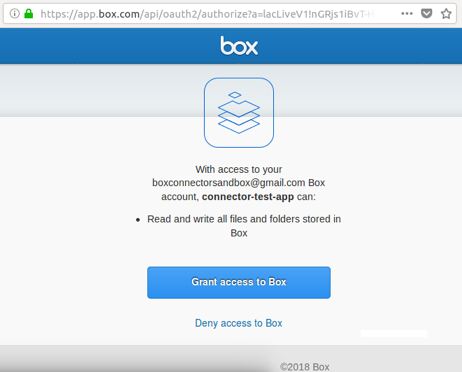 https://app.box.com/api/oauth2/authorize?a=lacLiveV1!nGRjs1iBvT-
box
With access to your
boxconnectorsandbox@gmail.com Box
account, connector-test-app can:
• Read and write all files and folders stored in
Box
Grant access to Box
Deny access to Box
©2018 Box